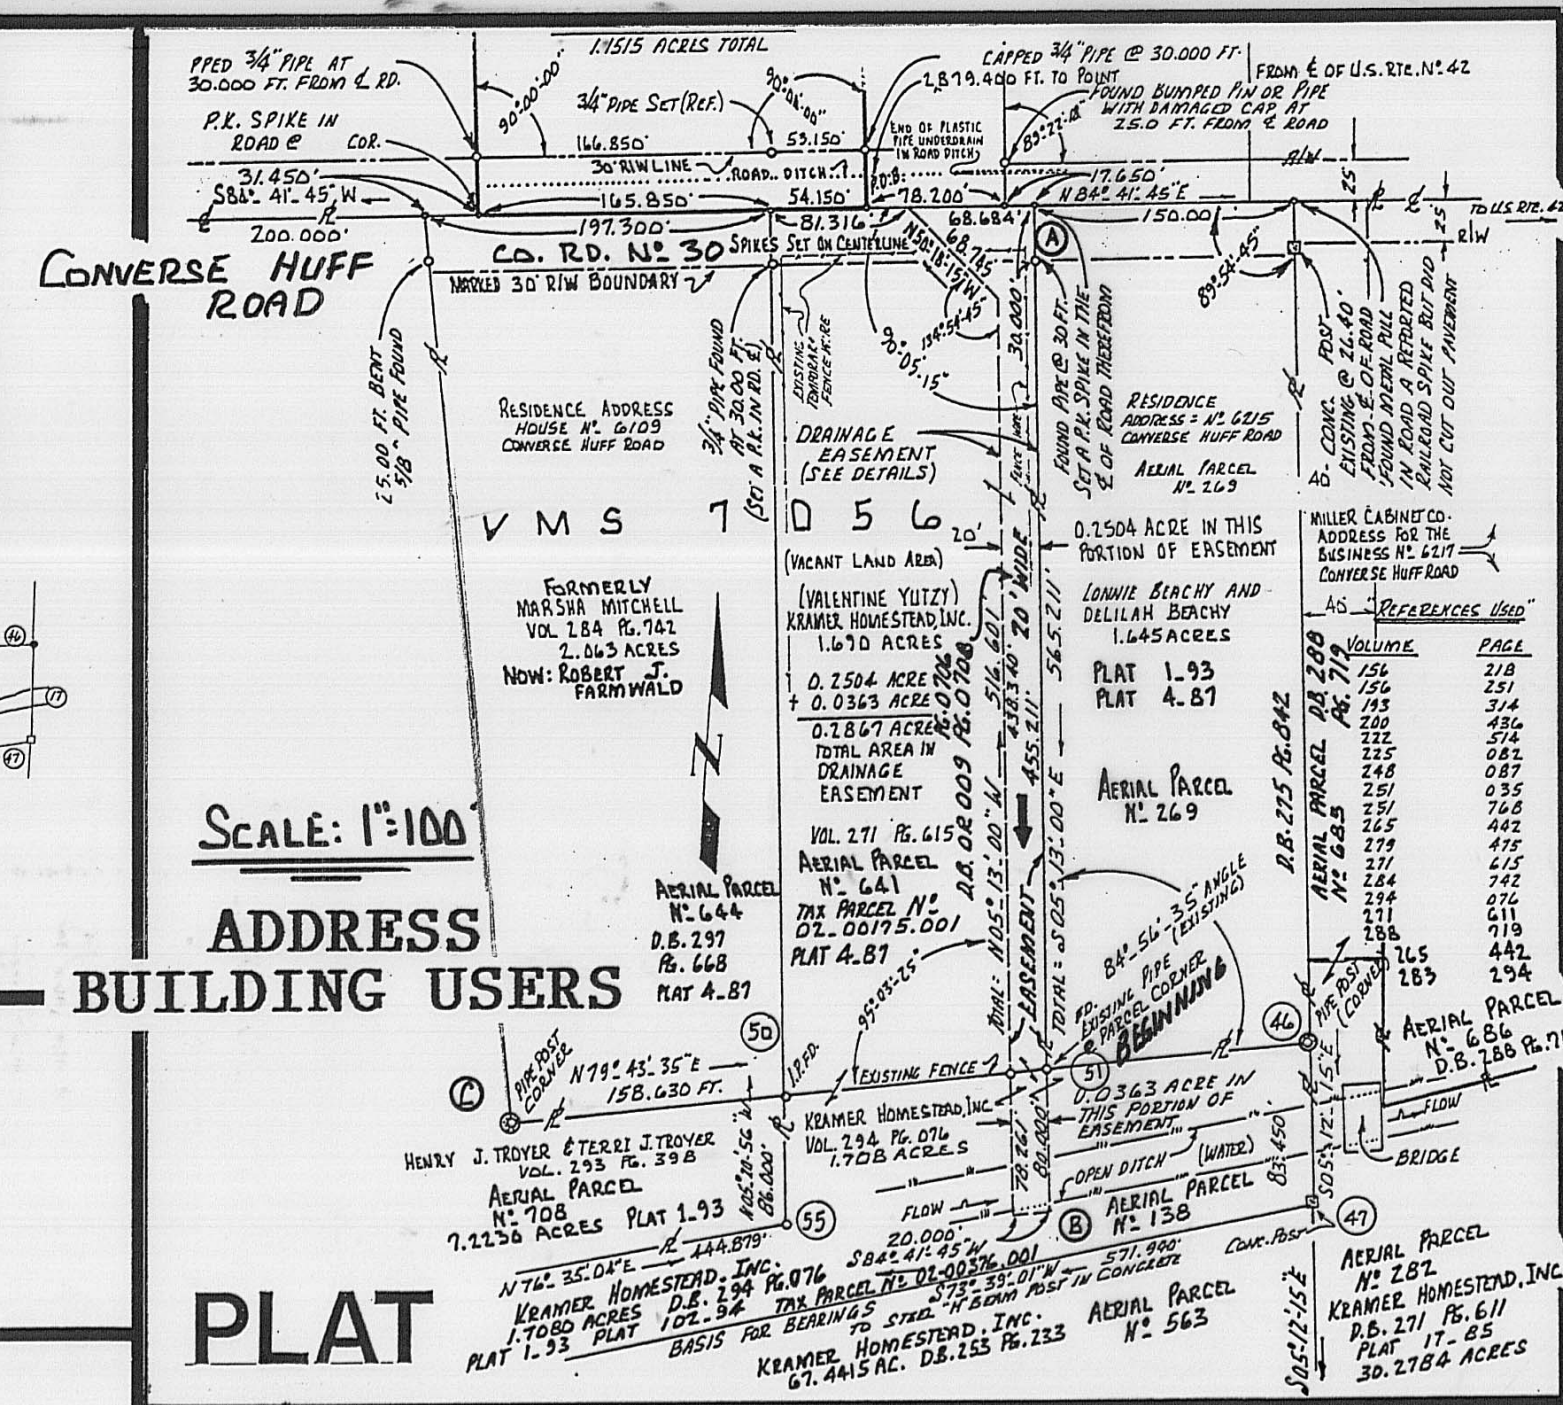 1.1515 ACRES TOTAL
PPED 3/4" PIPE AT
30.000 FT. FROM ℄ RD.
90°-00'-00"
3/4" PIPE SET (REF.)
CAPPED 3/4" PIPE @ 30.000 FT.
2,879.400 FT. TO POINT
FROM ℄ OF U.S. RTE. Nº 42
FOUND BUMPED PIN OR PIPE
WITH DAMAGED CAP AT
25.0 FT. FROM ℄ ROAD
P.K. SPIKE IN
ROAD @ COR.
166.850'
53.150'
END OF PLASTIC
PIPE UNDERDRAIN
IN ROAD DITCH
R/W
30' R/W LINE
ROAD DITCH
P.O.B.
31.450'
S84°-41'-45"W
165.850'
54.150'
78.200'
17.650'
N 84°-41'-45"E
25'
200.000'
197.300'
81.316'
68.684'
150.00'
TO U.S. RTE. 42
R/W
CO. RD. Nº 30
SPIKES SET ON CENTERLINE
A
CONVERSE HUFF
ROAD
MARKED 30' R/W BOUNDARY
68.745
N50°-18'-15"W
30.000'
134°-54'-45"
90°-05'-15"
89°-54'-45"
25.00 FT. BENT
5/8" PIPE FOUND
3/4" PIPE FOUND
AT 30.00 FT.
(SET A P.K. IN RD. ℄)
EXISTING
TEMPORARY
FENCE HERE
FOUND PIPE @ 30 FT.
SET A P.K. SPIKE IN THE
℄ OF ROAD THEREFROM
CONC. POST
EXISTING @ 26.40'
FROM ℄ OF ROAD
FOUND METAL PULL
IN ROAD A REPORTED
RAILROAD SPIKE BUT DID
NOT CUT OUT PAVEMENT
RESIDENCE ADDRESS
HOUSE Nº 6109
CONVERSE HUFF ROAD
DRAINAGE
EASEMENT
(SEE DETAILS)
RESIDENCE
ADDRESS = Nº 6215
CONVERSE HUFF ROAD
AERIAL PARCEL
Nº 269
V M S 7 0 5 6
20'
0.2504 ACRE IN THIS
PORTION OF EASEMENT
MILLER CABINET CO.
ADDRESS FOR THE
BUSINESS Nº 6217
CONVERSE HUFF ROAD
(VACANT LAND AREA)
FORMERLY
MARSHA MITCHELL
VOL 284 PG. 742
2.063 ACRES
NOW: ROBERT J.
FARMWALD
(VALENTINE YUTZY)
KRAMER HOMESTEAD, INC.
1.690 ACRES
0.2504 ACRE
+ 0.0363 ACRE
0.2867 ACRE
TOTAL AREA IN
DRAINAGE
EASEMENT
LONNIE BEACHY AND
DELILAH BEACHY
1.645 ACRES
PLAT 1-93
PLAT 4-87
"REFERENCES USED"
VOLUME PAGE
156 218
156 251
193 314
200 436
222 514
225 082
248 087
251 035
251 768
265 442
279 475
271 615
284 742
294 076
271 611
288 719
265 442
283 294
D.B. OR 009 PG. 0708
PG. 0706
TOTAL = N05°-13'-00"W 516.601'
438.340'
20' WIDE
455.211'
EASEMENT
TOTAL = S05°-13'-00"E 565.211'
D.B. 275 PG. 842
AERIAL PARCEL D.B. 288
Nº 685 PG. 719
AERIAL PARCEL
Nº 269
N
SCALE: 1"=100'
VOL. 271 PG. 615
AERIAL PARCEL
Nº 641
TAX PARCEL Nº
02-00175.001
PLAT 4-87
AERIAL PARCEL
Nº 644
D.B. 297
PG. 668
PLAT 4-87
ADDRESS
BUILDING USERS
95°-03'-25"
84°-56'-35" ANGLE
(EXISTING)
FD. EXISTING PIPE
@ PARCEL CORNER
BEGINNING
46
PIPE POST
(CORNER)
AERIAL PARCEL
Nº 686
D.B. 288 PG. 71
50
I.P. FD.
C
PIPE POST
CORNER
N 79°-43'-35"E
158.630 FT.
EXISTING FENCE
51
0.0363 ACRE IN
THIS PORTION OF
EASEMENT
FLOW
BRIDGE
KRAMER HOMESTEAD, INC.
VOL. 294 PG. 076
1.708 ACRES
HENRY J. TROYER & TERRI J. TROYER
VOL. 293 PG. 398
AERIAL PARCEL
Nº 708
7.2230 ACRES PLAT 1-93
N05°-20'-56"W
86.000'
78.261'
80.000'
OPEN DITCH (WATER)
83.450'
S05°-12'-15"E
55
FLOW
B
AERIAL PARCEL
Nº 138
47
CONC. POST
20.000'
S84°-41'-45"W
N 76°-35'-04"E 444.879'
KRAMER HOMESTEAD, INC.
1.7080 ACRES D.B. 294 PG. 076
PLAT 1-93 PLAT 102-94 TAX PARCEL Nº 02-00376.001
BASIS FOR BEARINGS S73°-39'-01"W 571.940'
TO STEEL "H" BEAM POST IN CONCRETE
KRAMER HOMESTEAD, INC.
67.4415 AC. D.B. 253 PG. 233
AERIAL PARCEL
Nº 563
S05°-12'-15"E
AERIAL PARCEL
Nº 282
KRAMER HOMESTEAD, INC
D.B. 271 PG. 611
PLAT 17-85
30.2784 ACRES
PLAT
46
17
47